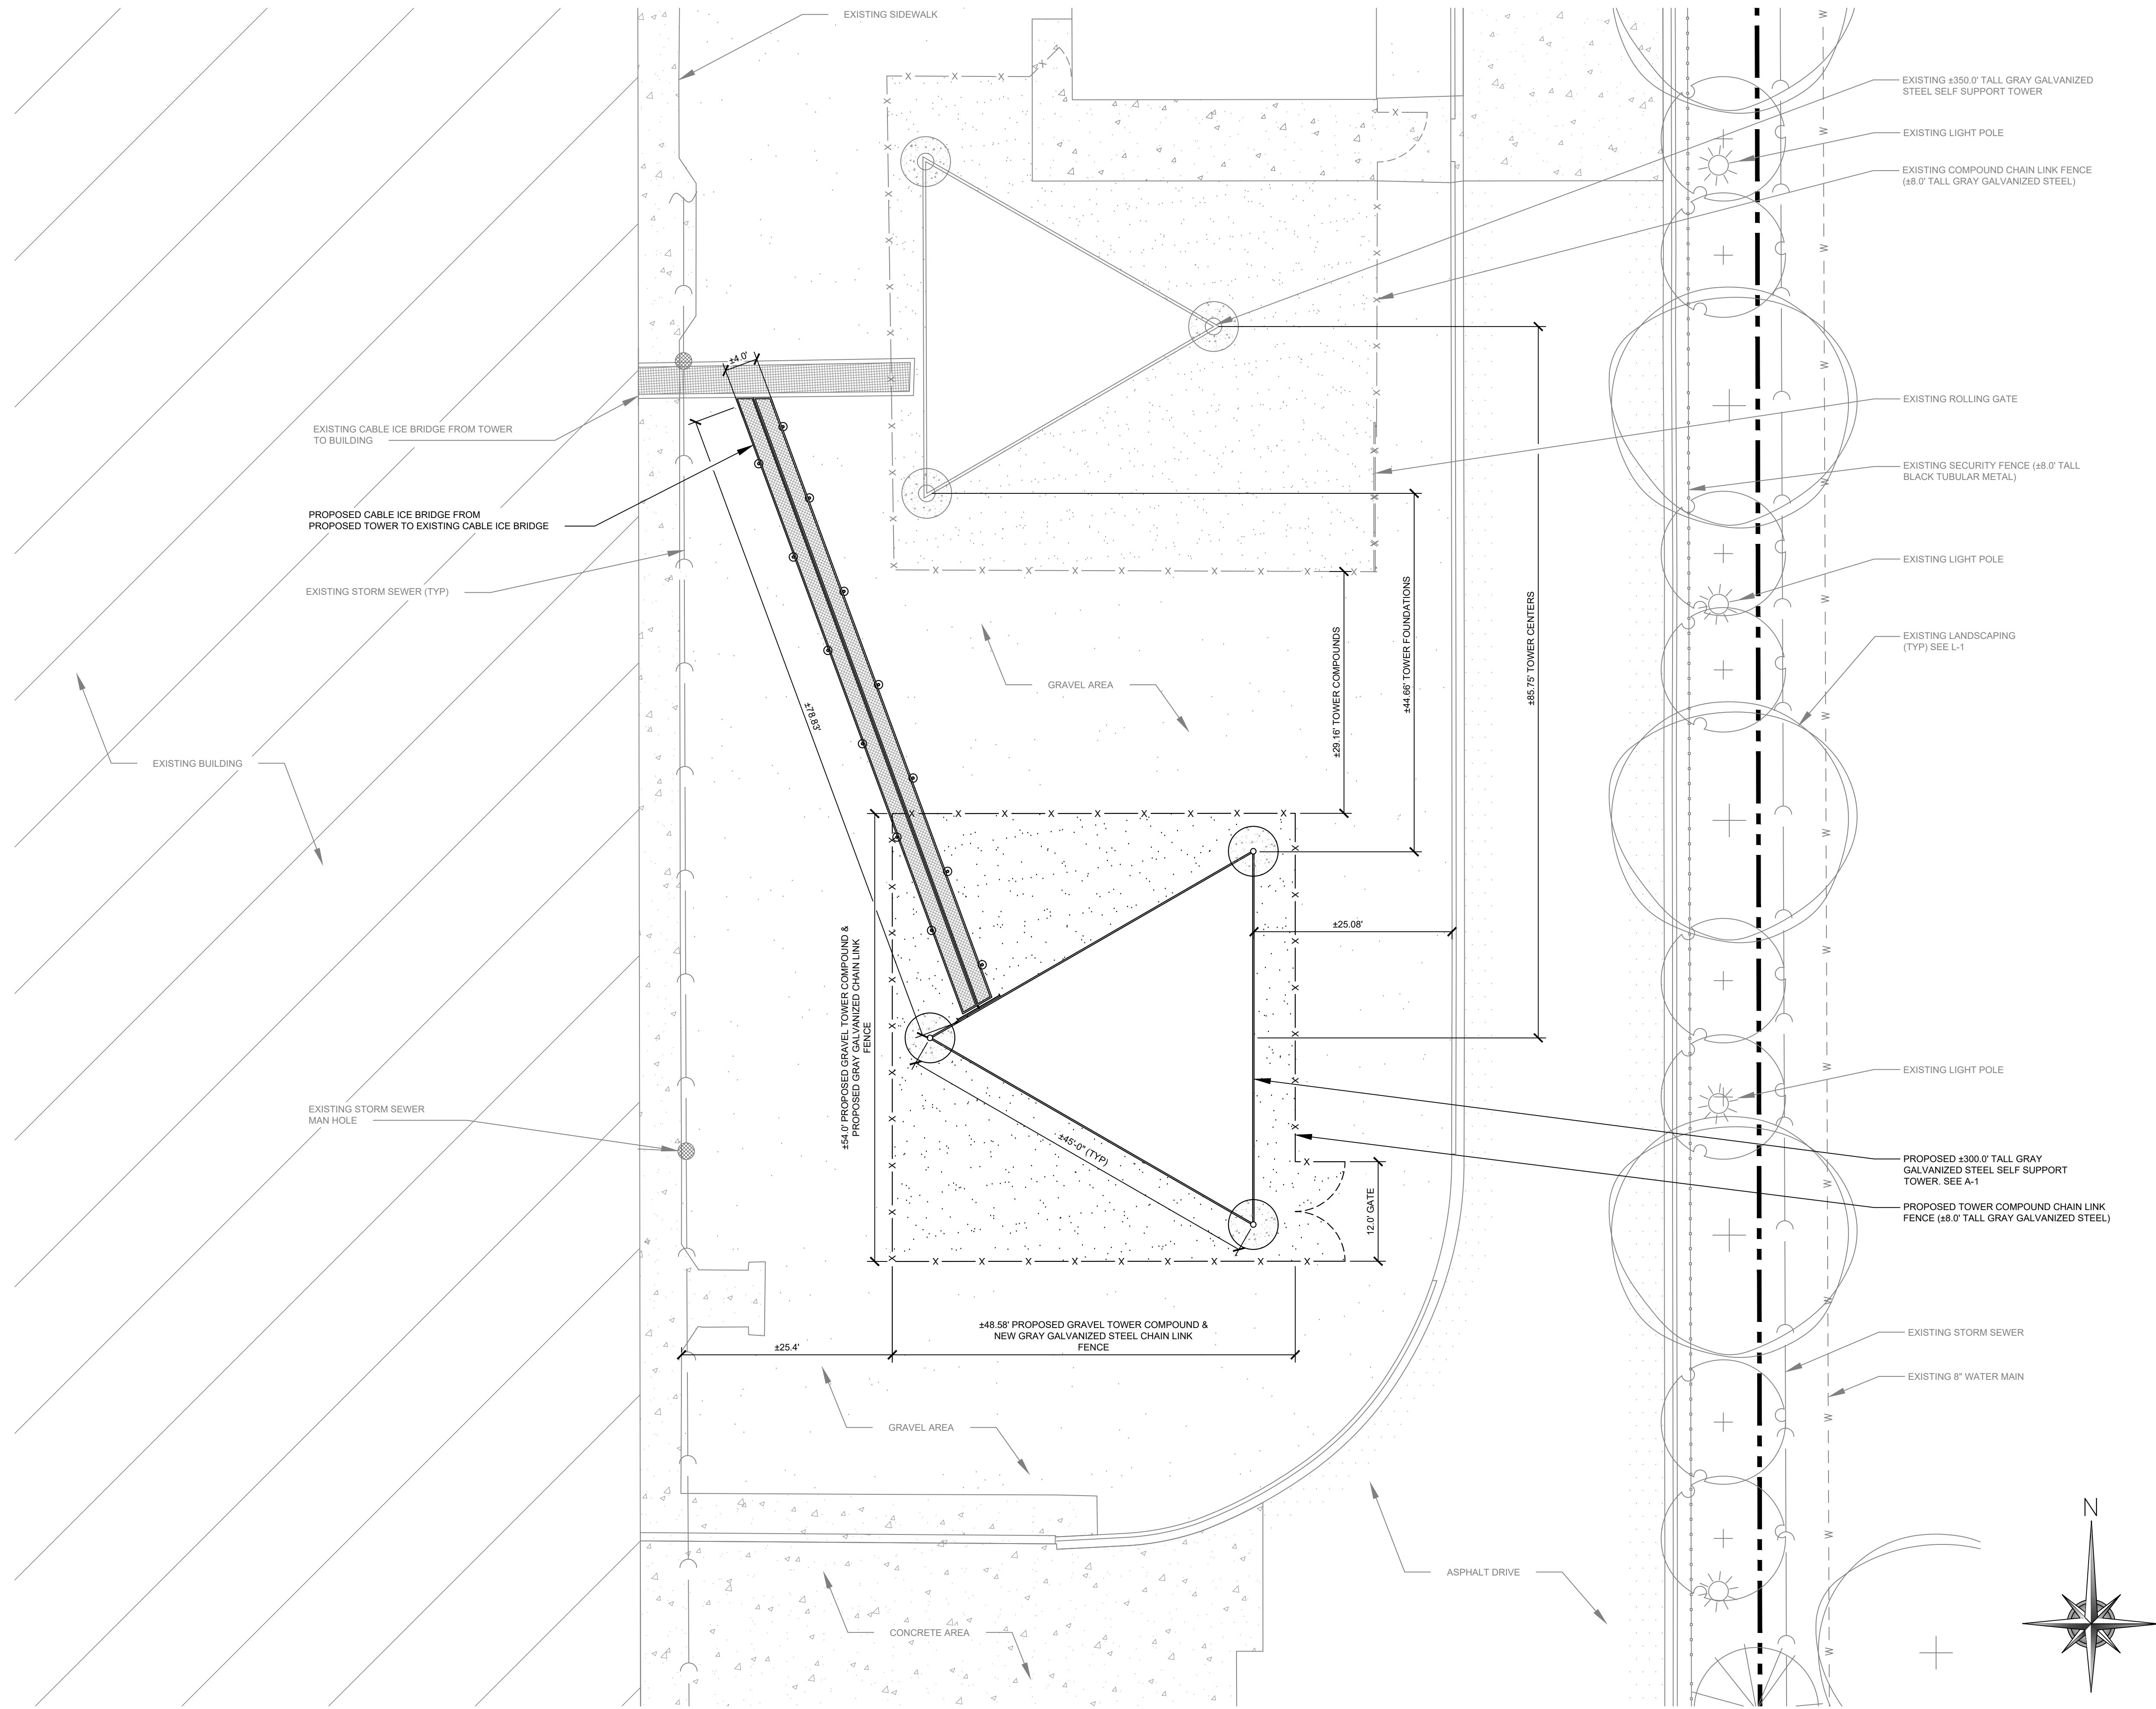 EXISTING SIDEWALK
EXISTING ±350.0' TALL GRAY GALVANIZED
STEEL SELF SUPPORT TOWER
EXISTING LIGHT POLE
EXISTING COMPOUND CHAIN LINK FENCE
(±8.0' TALL GRAY GALVANIZED STEEL)
±4.0'
EXISTING ROLLING GATE
EXISTING CABLE ICE BRIDGE FROM TOWER
TO BUILDING
EXISTING SECURITY FENCE (±8.0' TALL
BLACK TUBULAR METAL)
PROPOSED CABLE ICE BRIDGE FROM
PROPOSED TOWER TO EXISTING CABLE ICE BRIDGE
EXISTING LIGHT POLE
EXISTING STORM SEWER (TYP)
±29.16' TOWER COMPOUNDS
±44.66' TOWER FOUNDATIONS
±85.75' TOWER CENTERS
EXISTING LANDSCAPING
(TYP) SEE L-1
GRAVEL AREA
±78.83'
EXISTING BUILDING
±25.08'
±54.0' PROPOSED GRAVEL TOWER COMPOUND &
PROPOSED GRAY GALVANIZED CHAIN LINK
FENCE
EXISTING LIGHT POLE
EXISTING STORM SEWER
MAN HOLE
±45'-0" (TYP)
PROPOSED ±300.0' TALL GRAY
GALVANIZED STEEL SELF SUPPORT
TOWER. SEE A-1
12.0' GATE
PROPOSED TOWER COMPOUND CHAIN LINK
FENCE (±8.0' TALL GRAY GALVANIZED STEEL)
±48.58' PROPOSED GRAVEL TOWER COMPOUND &
NEW GRAY GALVANIZED STEEL CHAIN LINK
FENCE
±25.4'
EXISTING STORM SEWER
EXISTING 8" WATER MAIN
GRAVEL AREA
N
ASPHALT DRIVE
CONCRETE AREA